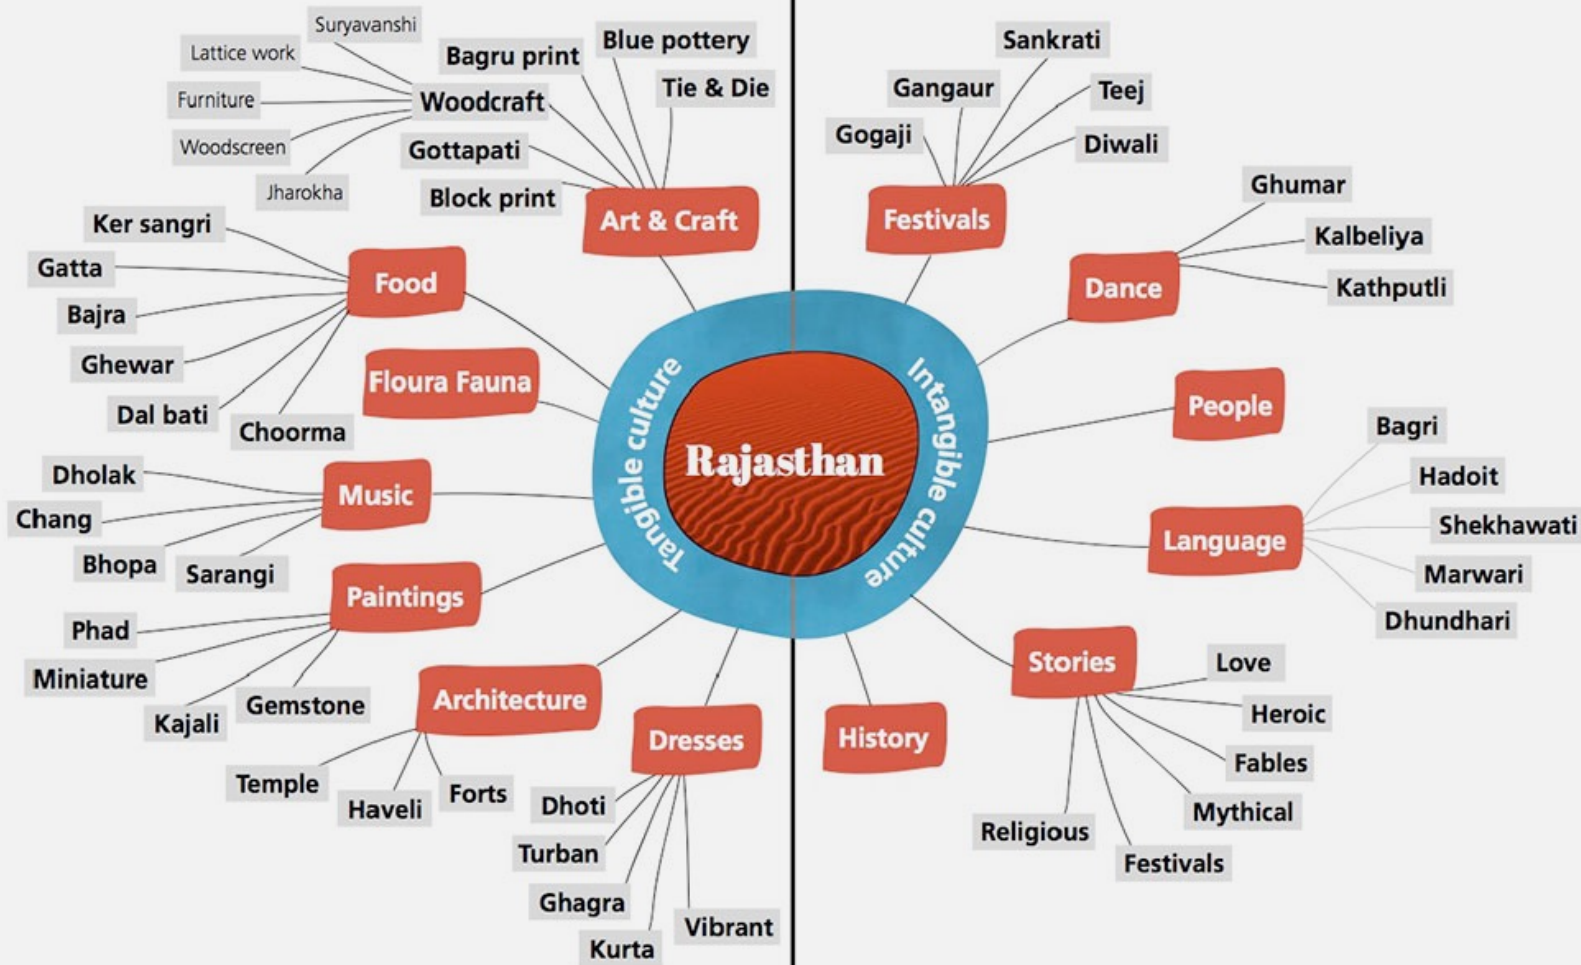 Rajasthan
Tangible culture
Intangible culture
Art & Craft
Suryavanshi
Lattice work
Furniture
Woodscreen
Jharokha
Woodcraft
Bagru print
Blue pottery
Tie & Die
Gottapati
Block print
Food
Ker sangri
Gatta
Bajra
Ghewar
Dal bati
Choorma
Floura Fauna
Music
Dholak
Chang
Bhopa
Sarangi
Paintings
Phad
Miniature
Kajali
Gemstone
Architecture
Temple
Haveli
Forts
Dresses
Dhoti
Turban
Ghagra
Kurta
Vibrant
Festivals
Gogaji
Gangaur
Sankrati
Teej
Diwali
Dance
Ghumar
Kalbeliya
Kathputli
People
Language
Bagri
Hadoit
Shekhawati
Marwari
Dhundhari
Stories
Love
Heroic
Fables
Mythical
Festivals
Religious
History